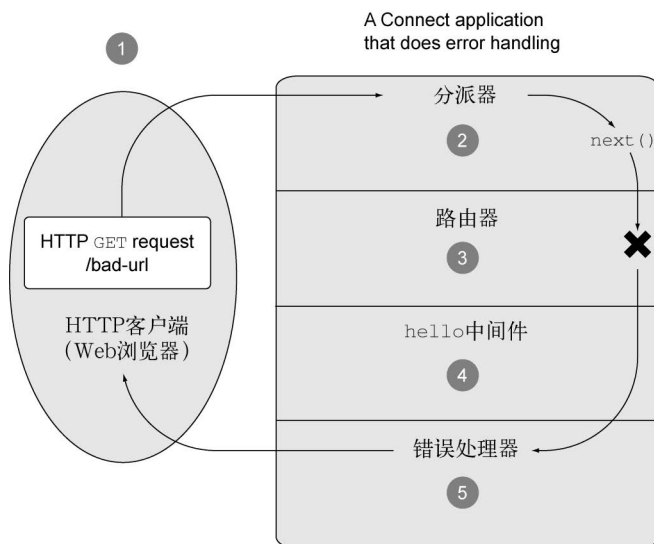 A Connect application
that does error handling
1
分派器
2
next()
HTTP GET request
/bad-url
路由器
3
HTTP客户端
(Web浏览器)
hello中间件
4
错误处理器
5